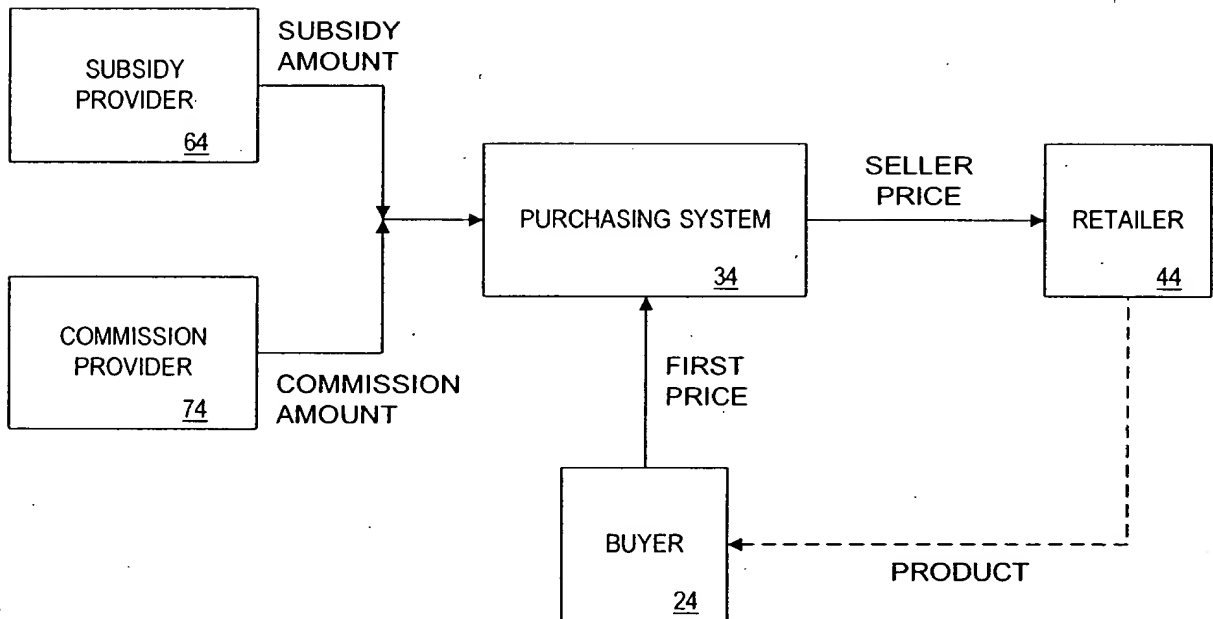 SUBSIDY
PROVIDER
64
SUBSIDY
AMOUNT
COMMISSION
PROVIDER
74
COMMISSION
AMOUNT
PURCHASING SYSTEM
34
SELLER
PRICE
RETAILER
44
FIRST
PRICE
BUYER
24
PRODUCT